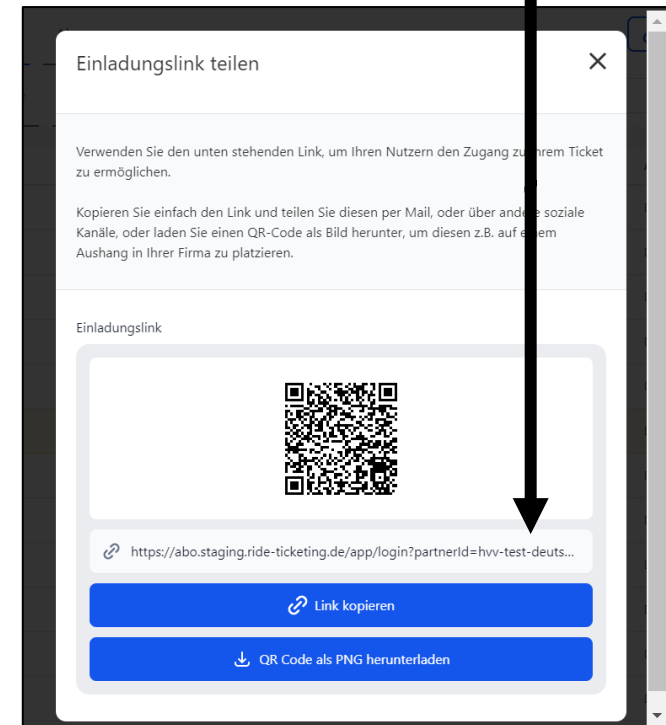 Einladungslink teilen
Verwenden Sie den unten stehenden Link, um Ihren Nutzern den Zugang zu Ticket
zu ermöglichen.
Kopieren Sie einfach den Link und teilen Sie diesen per Mail, oder über soziale
Kanäle, oder laden Sie einen QR-Code als Bild herunter, um diesen z.B. auf
Aushang in Ihrer Firma zu platzieren.
Einladungslink
https://abo.staging.ride-ticketing.de/app/login?partnerId=hvv-test-deuts...
Link kopieren
QR Code als PNG herunterladen